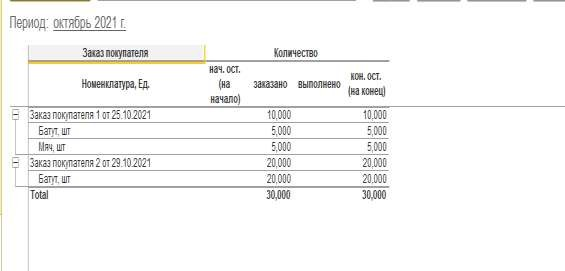 Период: октябрь 2021 г.
Заказ покупателя Количество
Номенклатура, Ед. нач. ост. (на начало) заказано выполнено кон. ост. (на конец)
Заказ покупателя 1 от 25.10.2021 10,000 10,000
Батут, шт 5,000 5,000
Мяч, шт 5,000 5,000
Заказ покупателя 2 от 29.10.2021 20,000 20,000
Батут, шт 20,000 20,000
Total 30,000 30,000